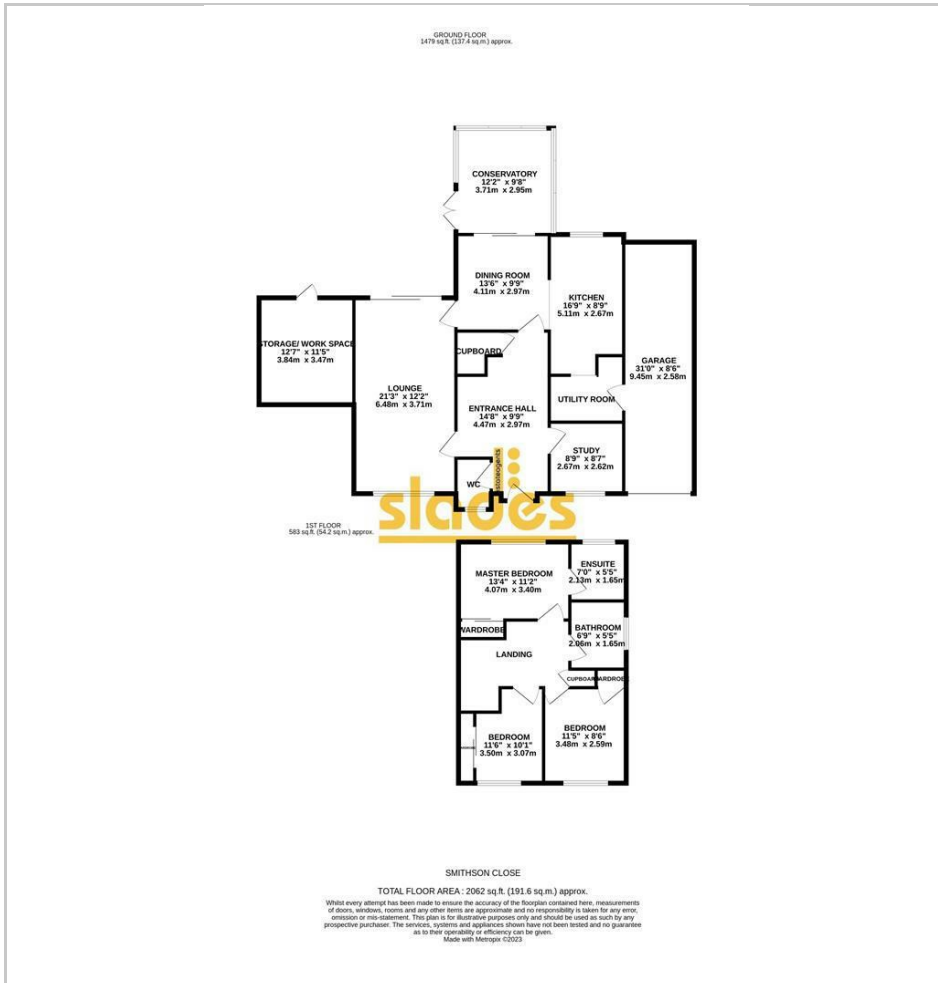 GROUND FLOOR
1479 sq.ft. (137.4 sq.m.) approx.
CONSERVATORY
12'2" x 9'8"
3.71m x 2.95m
DINING ROOM
13'6" x 9'9"
4.11m x 2.97m
KITCHEN
16'9" x 8'9"
5.11m x 2.67m
STORAGE/ WORK SPACE
12'7" x 11'5"
3.84m x 3.47m
CUPBOARD
GARAGE
31'0" x 8'6"
9.45m x 2.58m
LOUNGE
21'3" x 12'2"
6.48m x 3.71m
UTILITY ROOM
ENTRANCE HALL
14'8" x 9'9"
4.47m x 2.97m
STUDY
8'9" x 8'7"
2.67m x 2.62m
WC
estateagents
slades
1ST FLOOR
583 sq.ft. (54.2 sq.m.) approx.
MASTER BEDROOM
13'4" x 11'2"
4.07m x 3.40m
ENSUITE
7'0" x 5'5"
2.13m x 1.65m
WARDROBE
BATHROOM
6'9" x 5'5"
2.06m x 1.65m
LANDING
CUPBOARD
WARDROBE
BEDROOM
11'6" x 10'1"
3.50m x 3.07m
BEDROOM
11'5" x 8'6"
3.48m x 2.59m
SMITHSON CLOSE
TOTAL FLOOR AREA : 2062 sq.ft. (191.6 sq.m.) approx.
Whilst every attempt has been made to ensure the accuracy of the floorplan contained here, measurements
of doors, windows, rooms and any other items are approximate and no responsibility is taken for any error,
omission or mis-statement. This plan is for illustrative purposes only and should be used as such by any
prospective purchaser. The services, systems and appliances shown have not been tested and no guarantee
as to their operability or efficiency can be given.
Made with Metropix ©2023